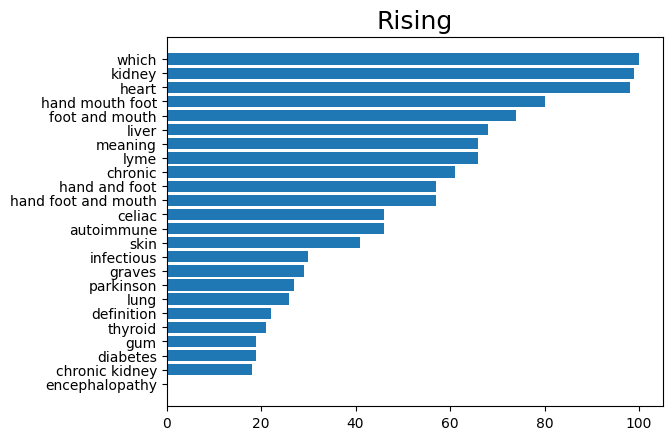 Rising
which
kidney
heart
hand mouth foot
foot and mouth
liver
meaning
lyme
chronic
hand and foot
hand foot and mouth
celiac
autoimmune
skin
infectious
graves
parkinson
lung
definition
thyroid
gum
diabetes
chronic kidney
encephalopathy
0 20 40 60 80 100